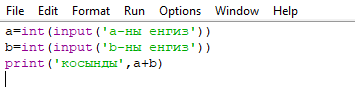 File Edit Format Run Options Window Help
a=int(input('а-ны енгиз'))
b=int(input('b-ны енгиз'))
print('косынды',a+b)